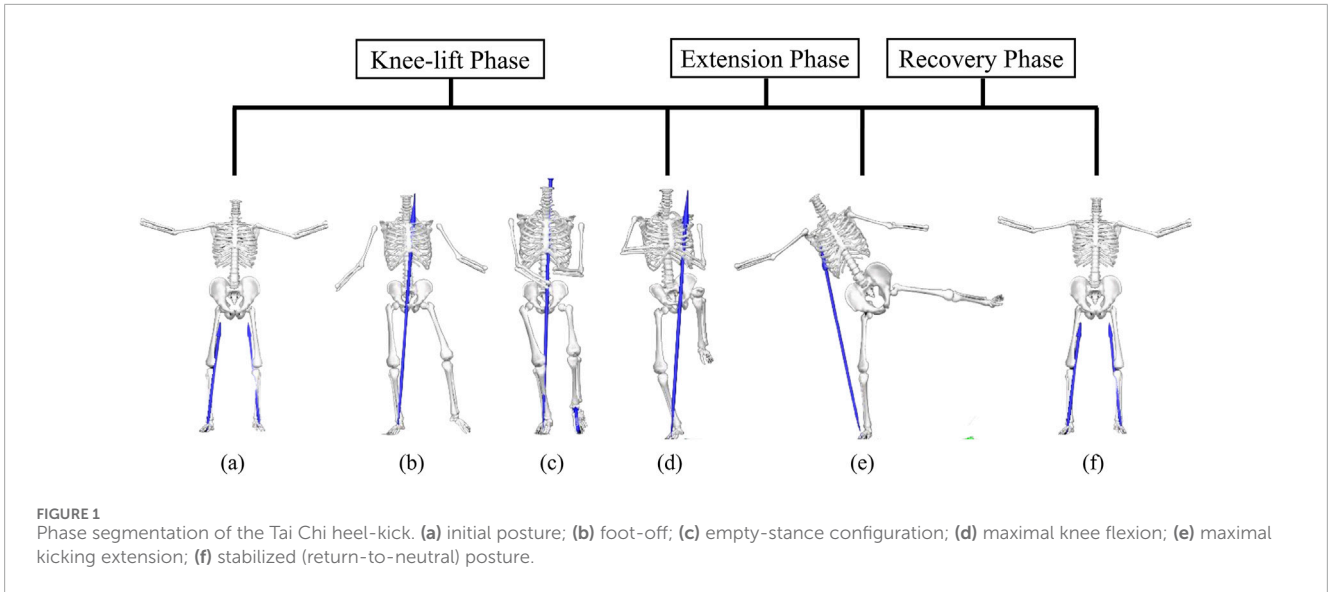 Knee-lift Phase Extension Phase Recovery Phase
(a) (b) (c) (d) (e) (f)
FIGURE 1
Phase segmentation of the Tai Chi heel-kick. (a) initial posture; (b) foot-off; (c) empty-stance configuration; (d) maximal knee flexion; (e) maximal
kicking extension; (f) stabilized (return-to-neutral) posture.